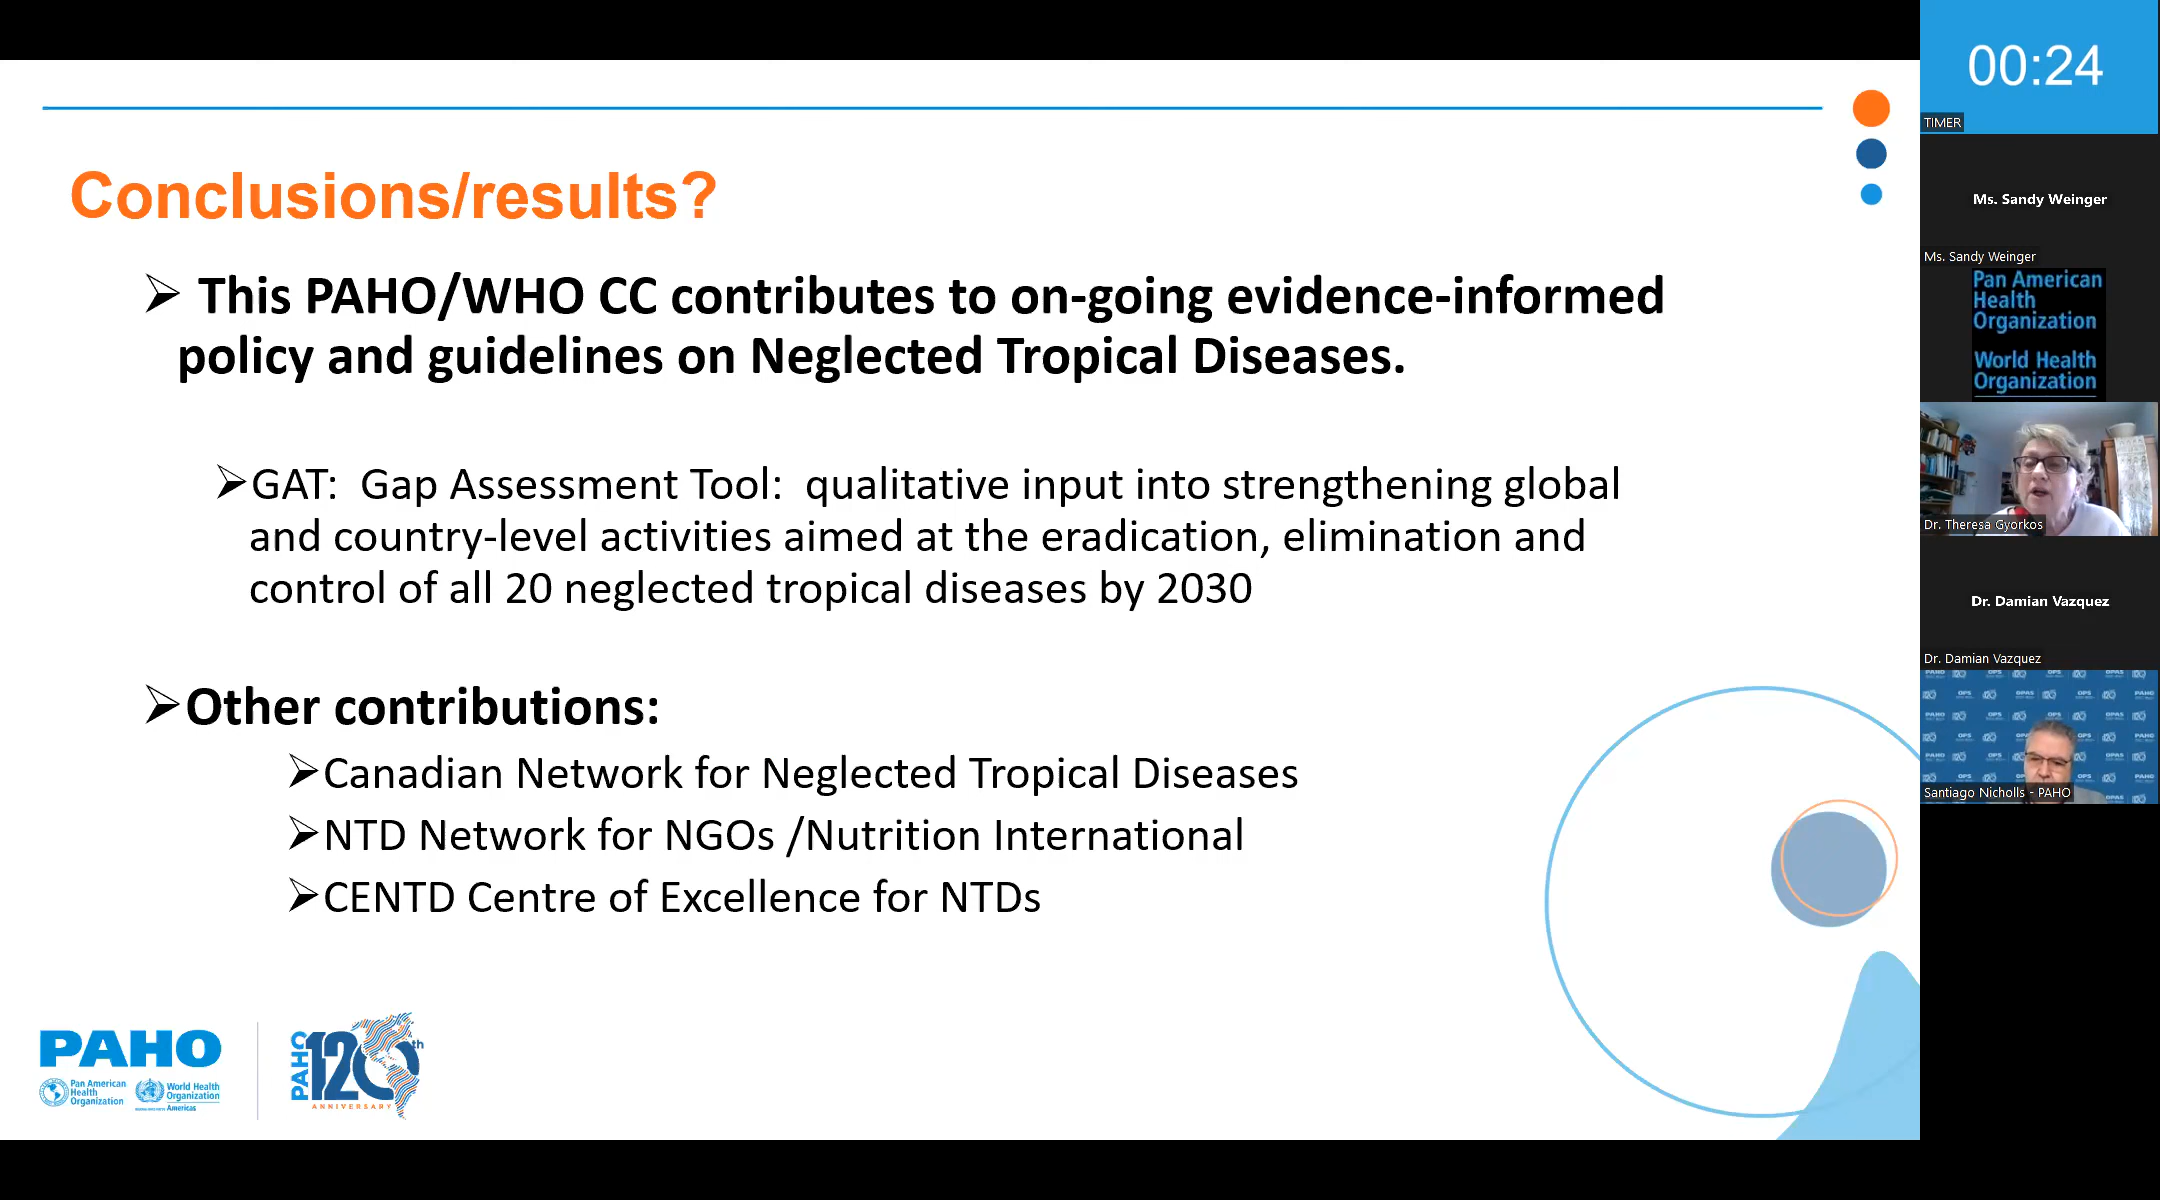 Conclusions/results?
➢ This PAHO/WHO CC contributes to on-going evidence-informed
policy and guidelines on Neglected Tropical Diseases.
➢GAT:  Gap Assessment Tool:  qualitative input into strengthening global
and country-level activities aimed at the eradication, elimination and
control of all 20 neglected tropical diseases by 2030
➢Other contributions:
➢Canadian Network for Neglected Tropical Diseases
➢NTD Network for NGOs /Nutrition International
➢CENTD Centre of Excellence for NTDs
PAHO
Pan American
Health
Organization
World Health
Organization
Americas
PAHO
120th
ANNIVERSARY
00:24
TIMER
Ms. Sandy Weinger
Ms. Sandy Weinger
Pan American
Health
Organization
World Health
Organization
Dr. Theresa Gyorkos
Dr. Damian Vazquez
Dr. Damian Vazquez
Santiago Nicholls - PAHO